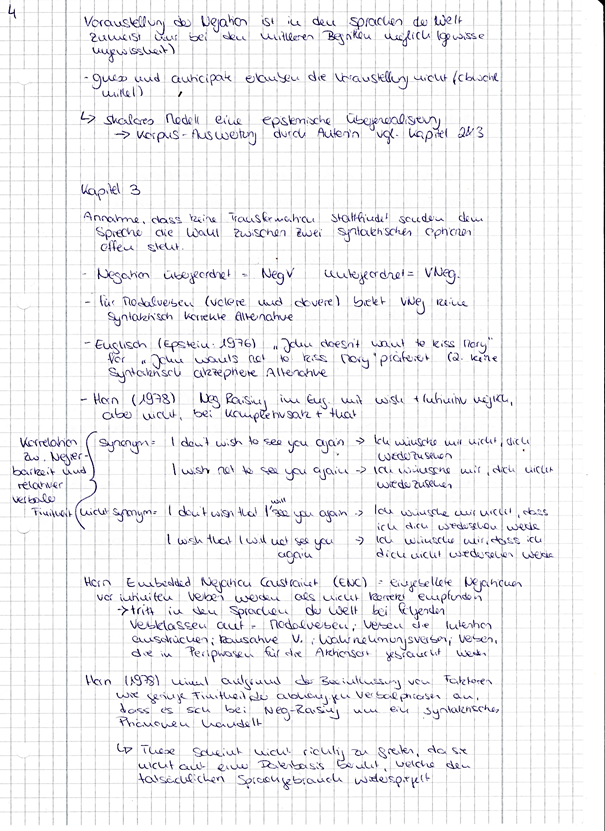 4
Voranstellung der Negation ist in den Sprachen der Welt
zumeist nur bei den mittleren Begriffen möglich (gewisse
ungewissheit)
- guess und anticipate erlauben die Voranstellung nicht (obwohl
mittel)
↳ skalares Modell eine epistemische Übergeneralisierung
→ Korpus-Ausweitung durch Autorin vgl. Kapitel 2&3
Kapitel 3
Annahme, dass keine Transformation stattfindet sondern dem
Sprecher die Wahl zwischen zwei syntaktischen Optionen
offen steht.
- Negation übergeordnet = NegV untergeordnet = VNeg.
- für Modalverben (volere und dovere) bietet VNeg keine
syntaktisch korrekte Alternative
- Englisch (Epstein: 1976) „John doesn't want to kiss Mary"
für „John wants not to kiss Mary" präferiert (2. keine
syntaktisch akzeptierte Alternative
- Horn (1978) Neg Raising im Eng. mit wish + Infinitiv möglich,
aber nicht, bei Komplementsatz + that
Korrelation
zw. Negier-
barkeit und
relativer
verbale
Finitheit
synonym = I don't wish to see you again → Ich wünsche mir nicht, dich
wiederzusehen
I wish not to see you again → Ich wünsche mir, dich nicht
wiederzusehen
nicht synonym = I don't wish that I will see you again → Ich wünsche mir nicht, dass
ich dich wiedersehen werde
I wish that I will not see you → Ich wünsche mir, dass ich
again dich nicht wiedersehen werde
Horn Embedded Negation Constraint (ENC) = eingebettete Negationen
vor infiniten Verben werden als nicht korrekt empfunden
→ tritt in den Sprachen der Welt bei folgenden
Verbklassen auf = Modalverben; Verben die Intention
ausdrücken; kausative V.; Wahrnehmungsverben; Verben,
die in Periphrasen für die Aktionsart gebraucht werden
Horn (1978) nimmt aufgrund der Beeinflussung von Faktoren
wie geringe Finitheit der abhängigen Verbalphrasen an,
dass es sich bei Neg-Raising um ein syntaktisches
Phänomen handelt
↳ These scheint nicht richtig zu greifen, da sie
nicht auf eine Datenbasis beruht, welche den
tatsächlichen Sprachgebrauch widerspiegelt